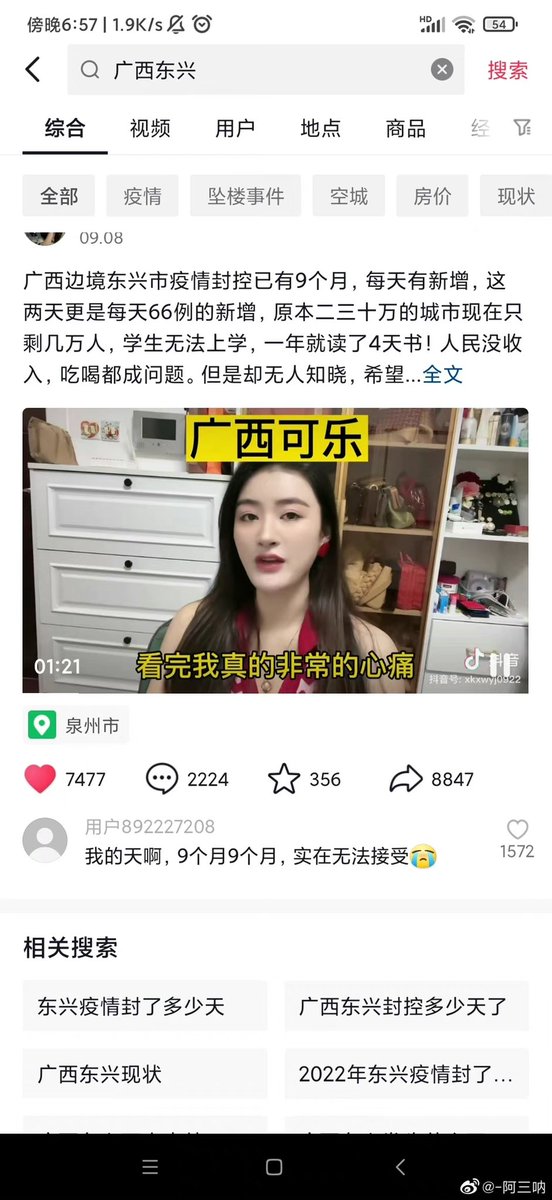 傍晚6:57 | 1.9K/s
HD
54
广西东兴
搜索
综合 视频 用户 地点 商品 经
全部 疫情 坠楼事件 空城 房价 现状
09.08
广西边境东兴市疫情封控已有9个月，每天有新增，这
两天更是每天66例的新增，原本二三十万的城市现在只
剩几万人，学生无法上学，一年就读了4天书！人民没收
入，吃喝都成问题。但是却无人知晓，希望...全文
广西可乐
01:21
看完我真的非常的心痛
抖音
抖音号: xkxwyj0922
泉州市
7477 2224 356 8847
用户892227208
我的天啊，9个月9个月，实在无法接受😭
1572
相关搜索
东兴疫情封了多少天 广西东兴封控多少天了
广西东兴现状 2022年东兴疫情封了...
@-阿三呐